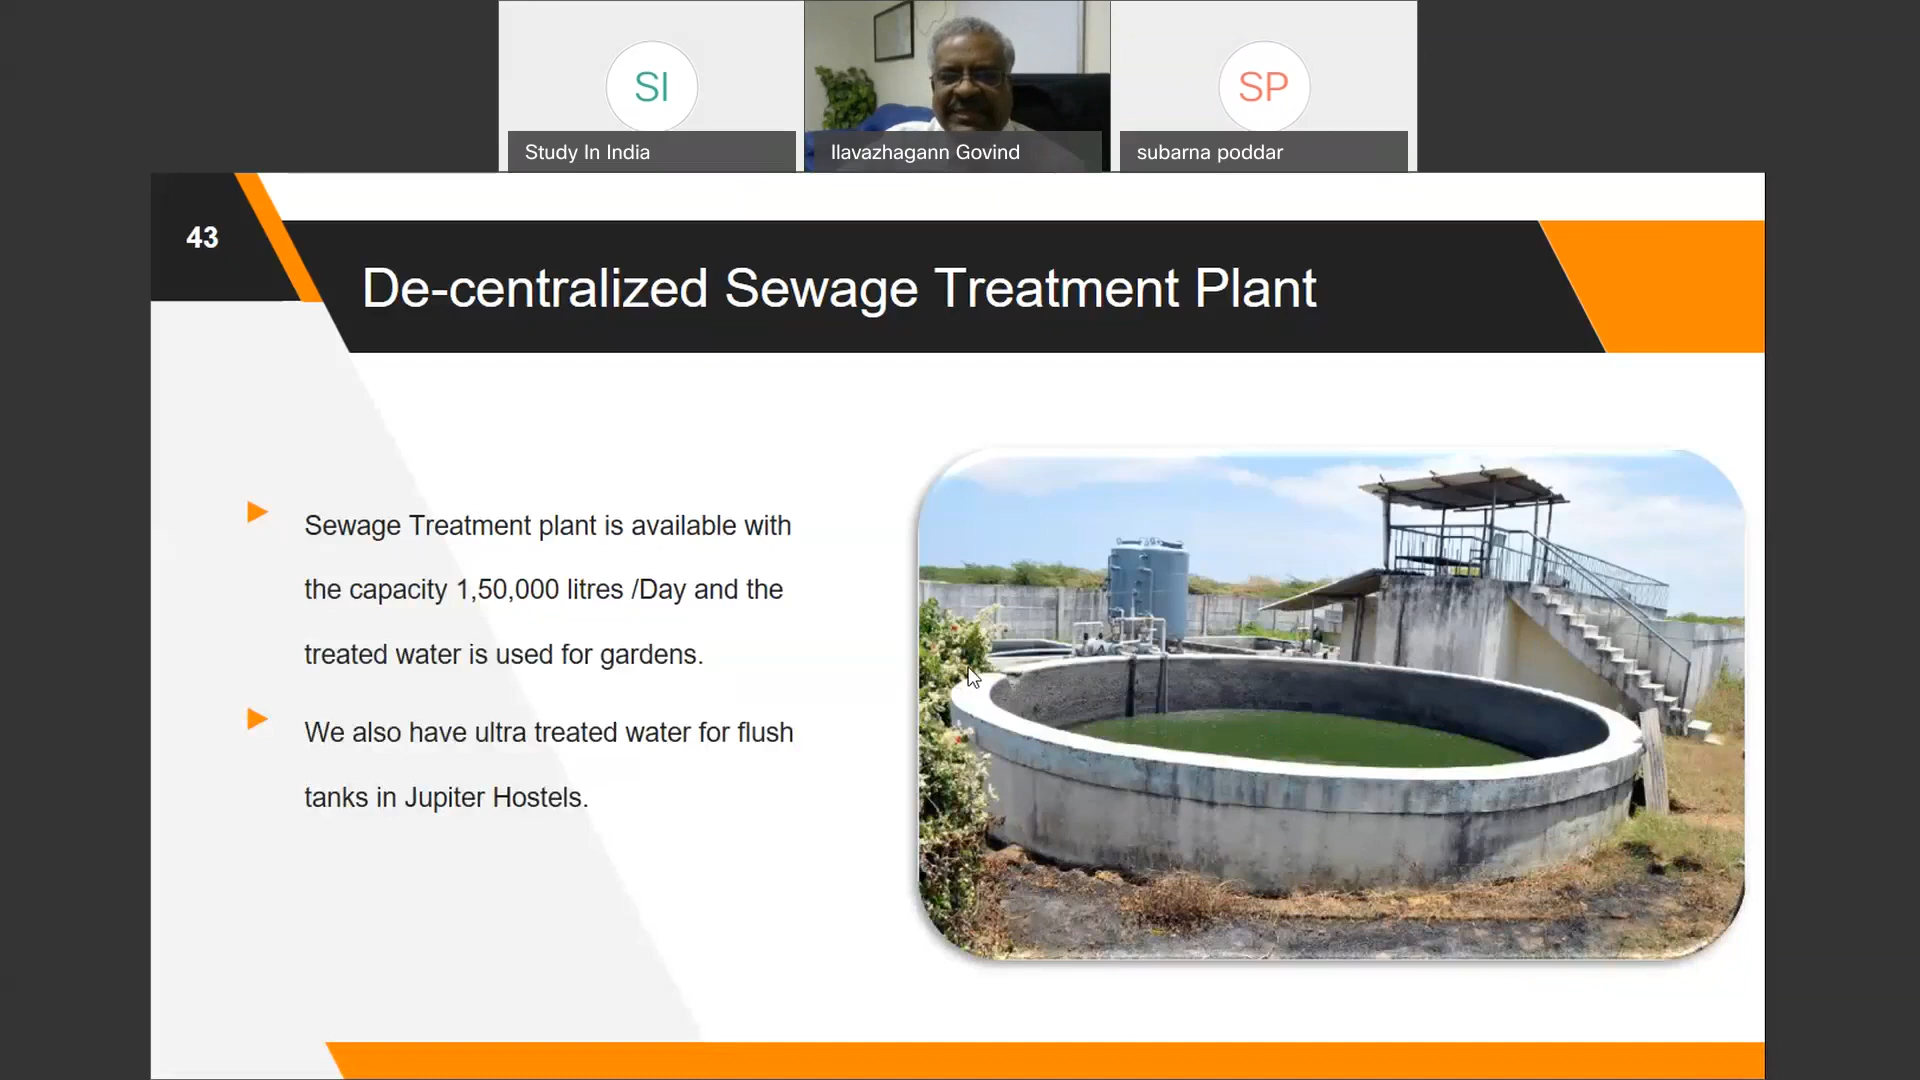 SI
SP
Study In India
Ilavazhagann Govind
subarna poddar
43
De-centralized Sewage Treatment Plant
Sewage Treatment plant is available with
the capacity 1,50,000 litres /Day and the
treated water is used for gardens.
We also have ultra treated water for flush
tanks in Jupiter Hostels.